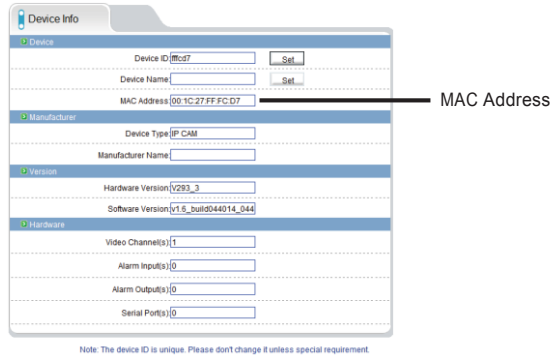 Device Info
Device
Device ID: fffcd7 Set
Device Name: Set
MAC Address: 00:1C:27:FF:FC:D7 MAC Address
Manufacturer
Device Type: IP CAM
Manufacturer Name:
Version
Hardware Version: V293_3
Software Version: v1.6_build044014_044
Hardware
Video Channel(s): 1
Alarm Input(s): 0
Alarm Output(s): 0
Serial Port(s): 0
Note: The device ID is unique. Please don't change it unless special requirement.